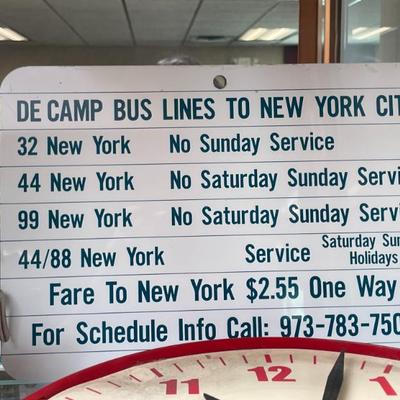 DE CAMP BUS LINES TO NEW YORK CIT
32 New York No Sunday Service
44 New York No Saturday Sunday Servi
99 New York No Saturday Sunday Servi
44/88 New York Service Saturday Sun
Holidays
Fare To New York $2.55 One Way
For Schedule Info Call: 973-783-750
11 12 1